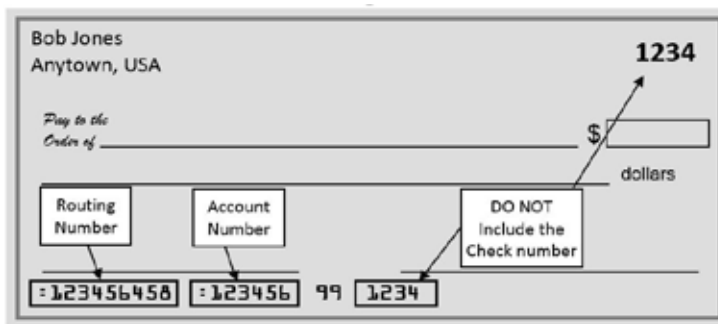 Bob Jones
Anytown, USA
1234
Pay to the
Order of
$
dollars
Routing
Number
Account
Number
DO NOT
Include the
Check number
:123456458 :123456 99 1234